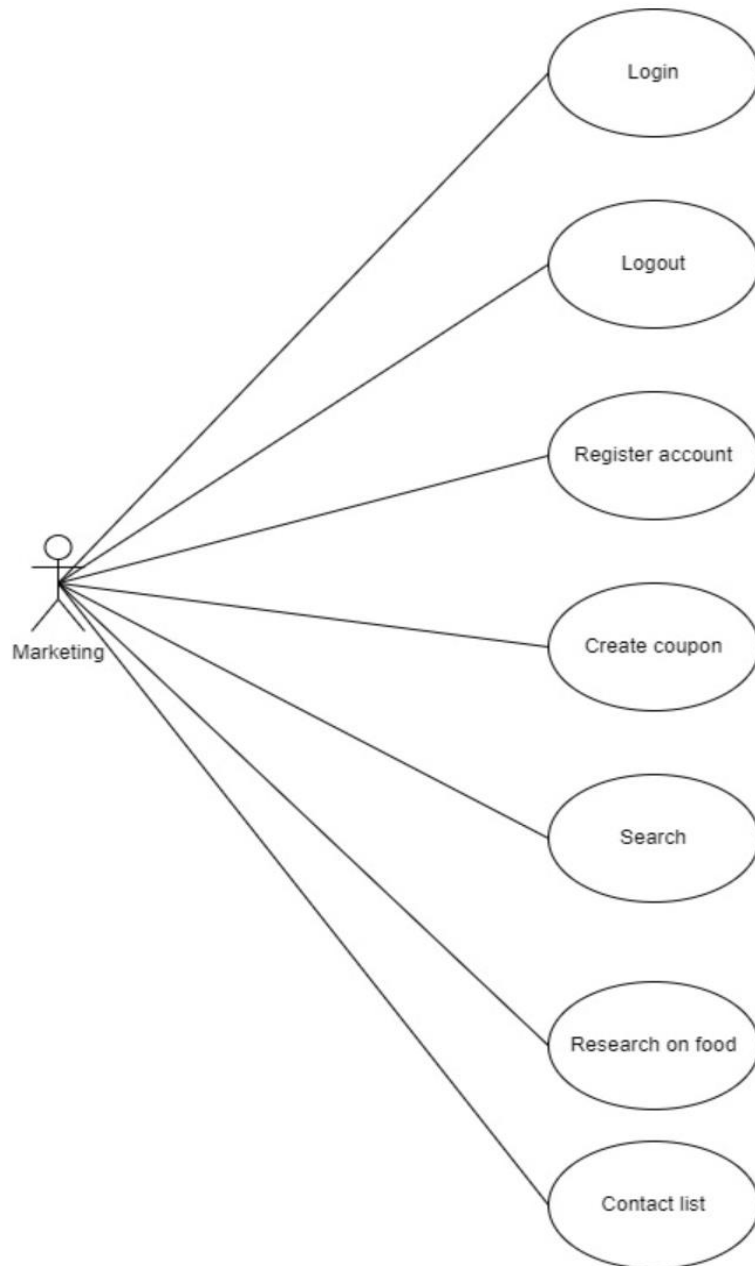 Login
Logout
Register account
Marketing
Create coupon
Search
Research on food
Contact list